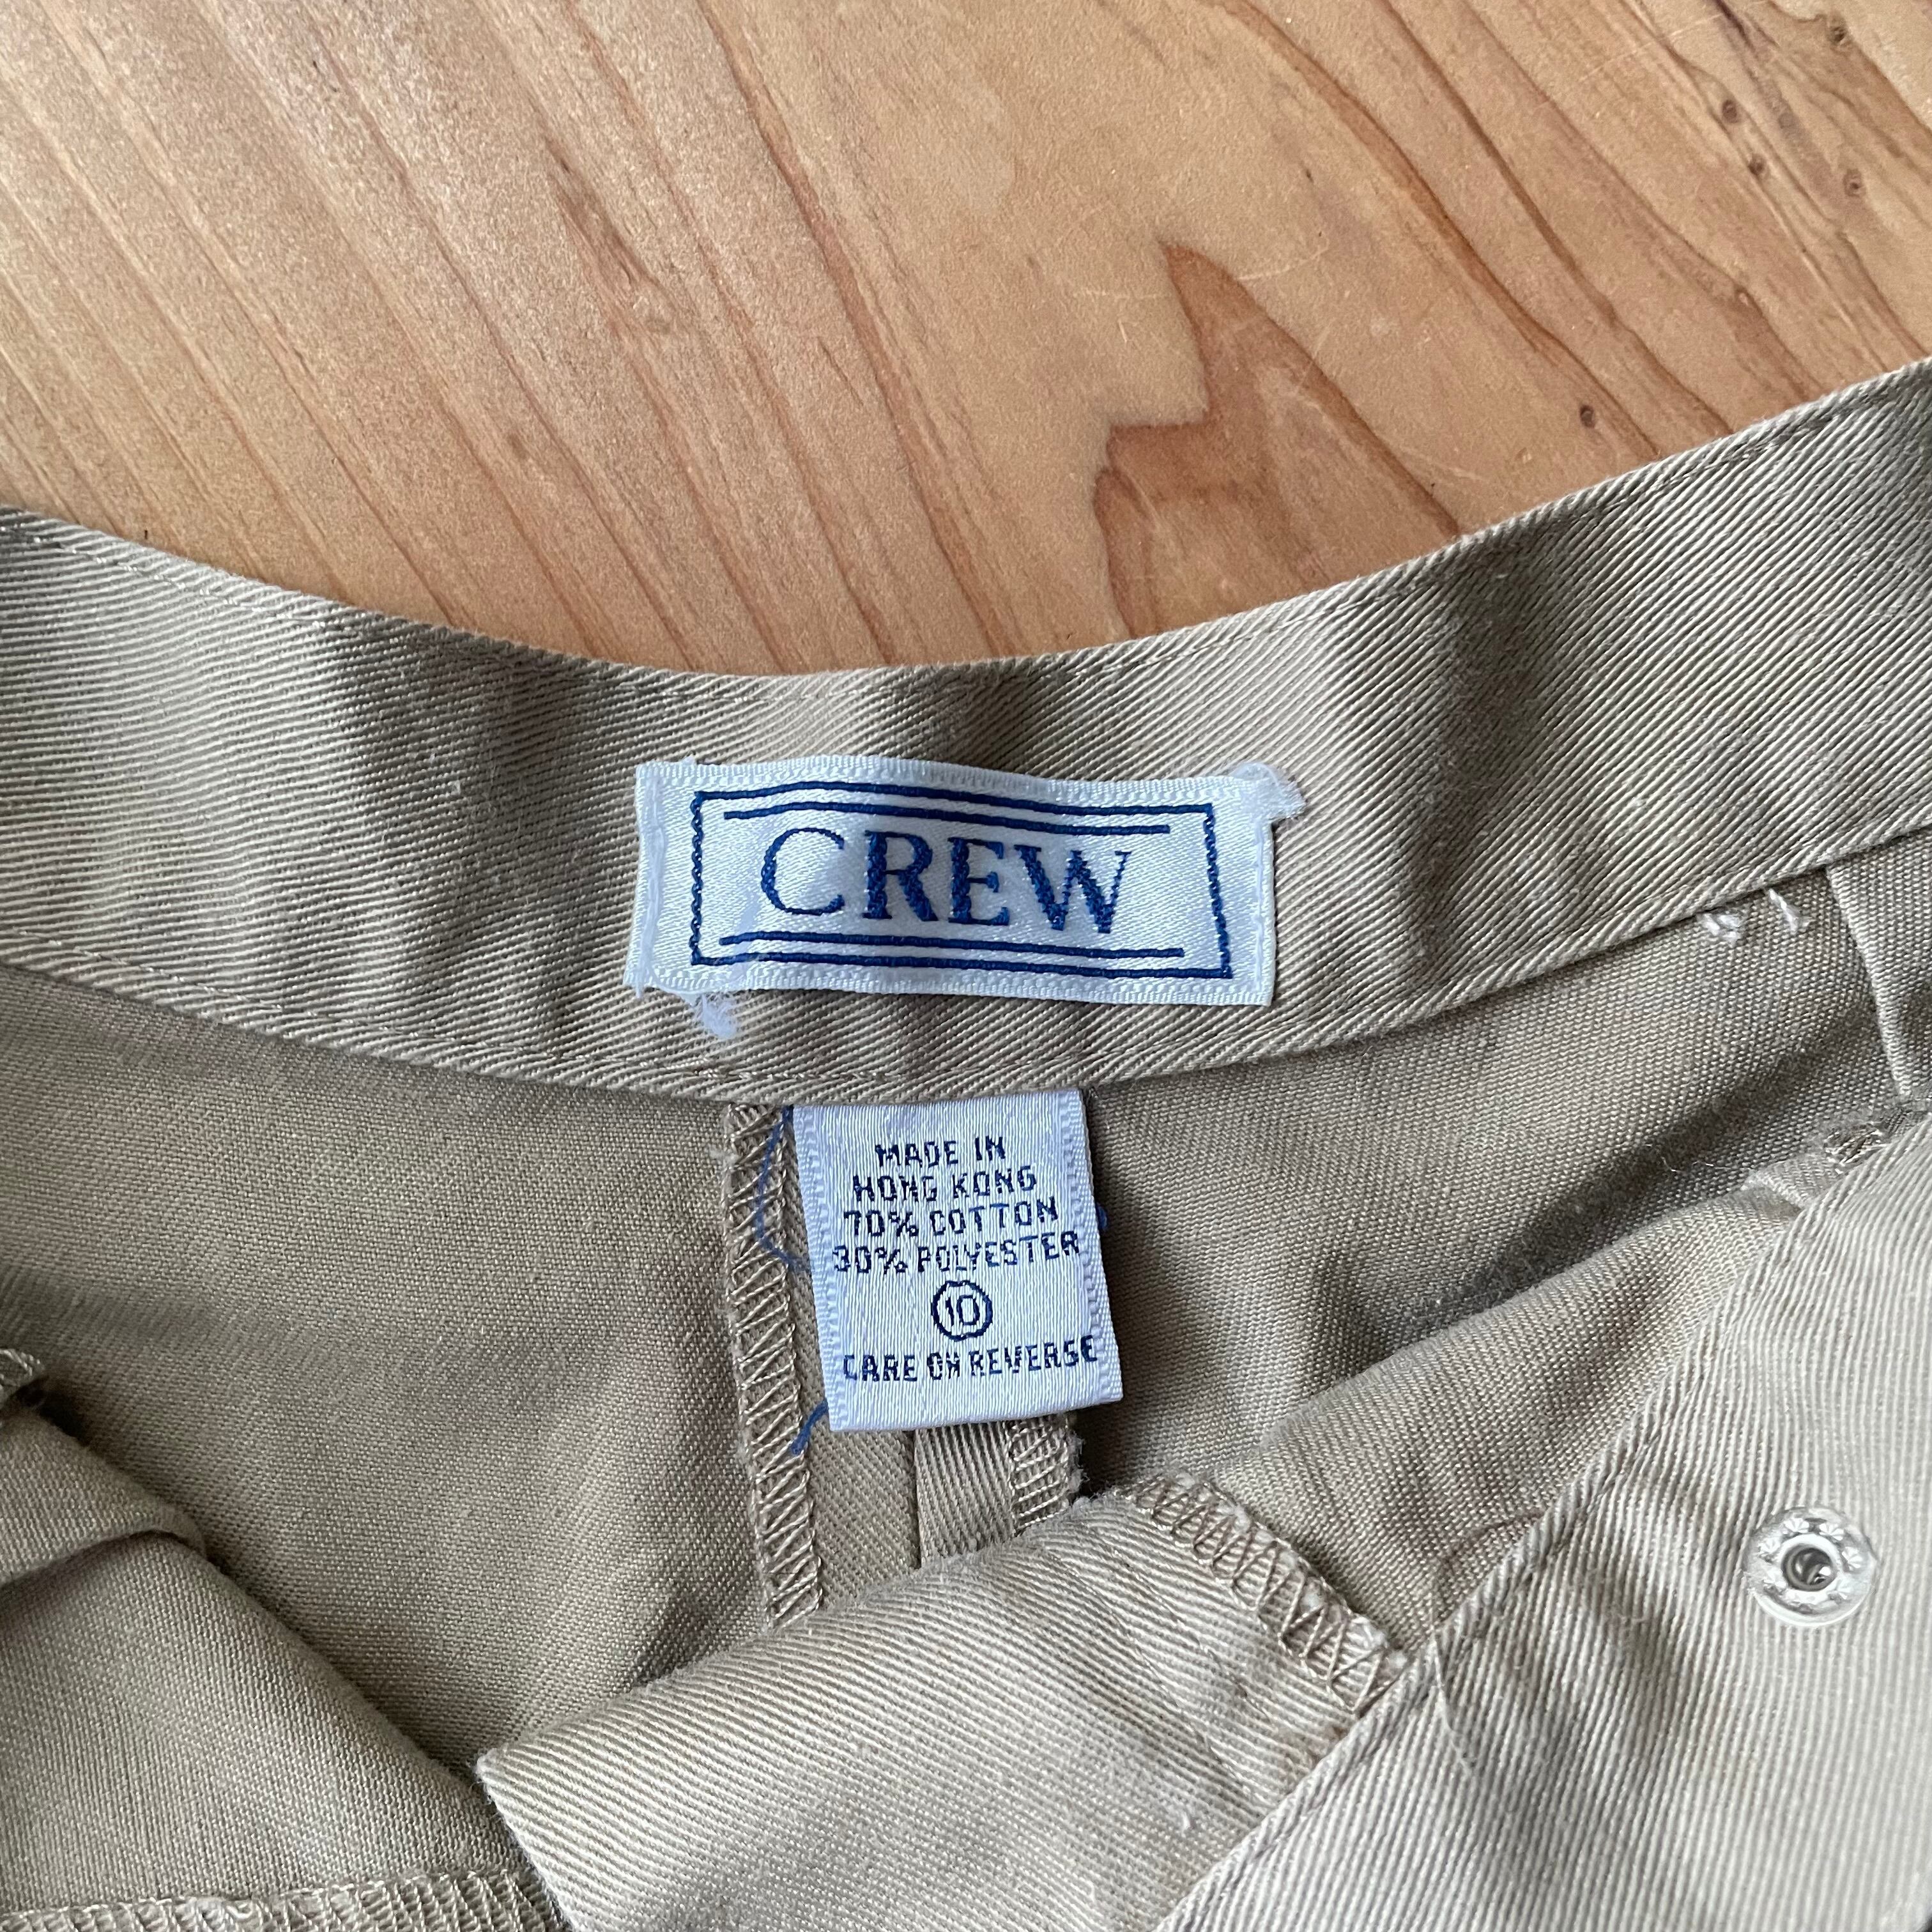 CREW
MADE IN
HONG KONG
70% COTTON
30% POLYESTER
10
CARE ON REVERSE